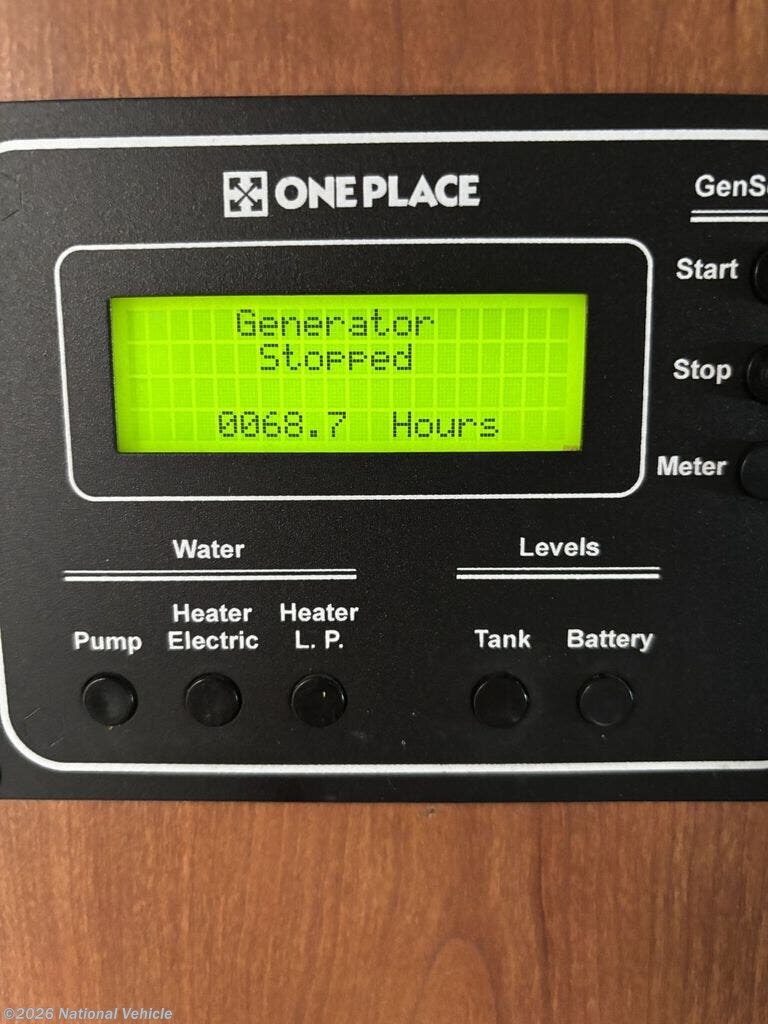 ONE PLACE
GenS
Start
Stop
Meter
Generator
Stopped
0068.7 Hours
Water
Pump
Heater Electric
Heater L. P.
Levels
Tank
Battery
©2026 National Vehicle